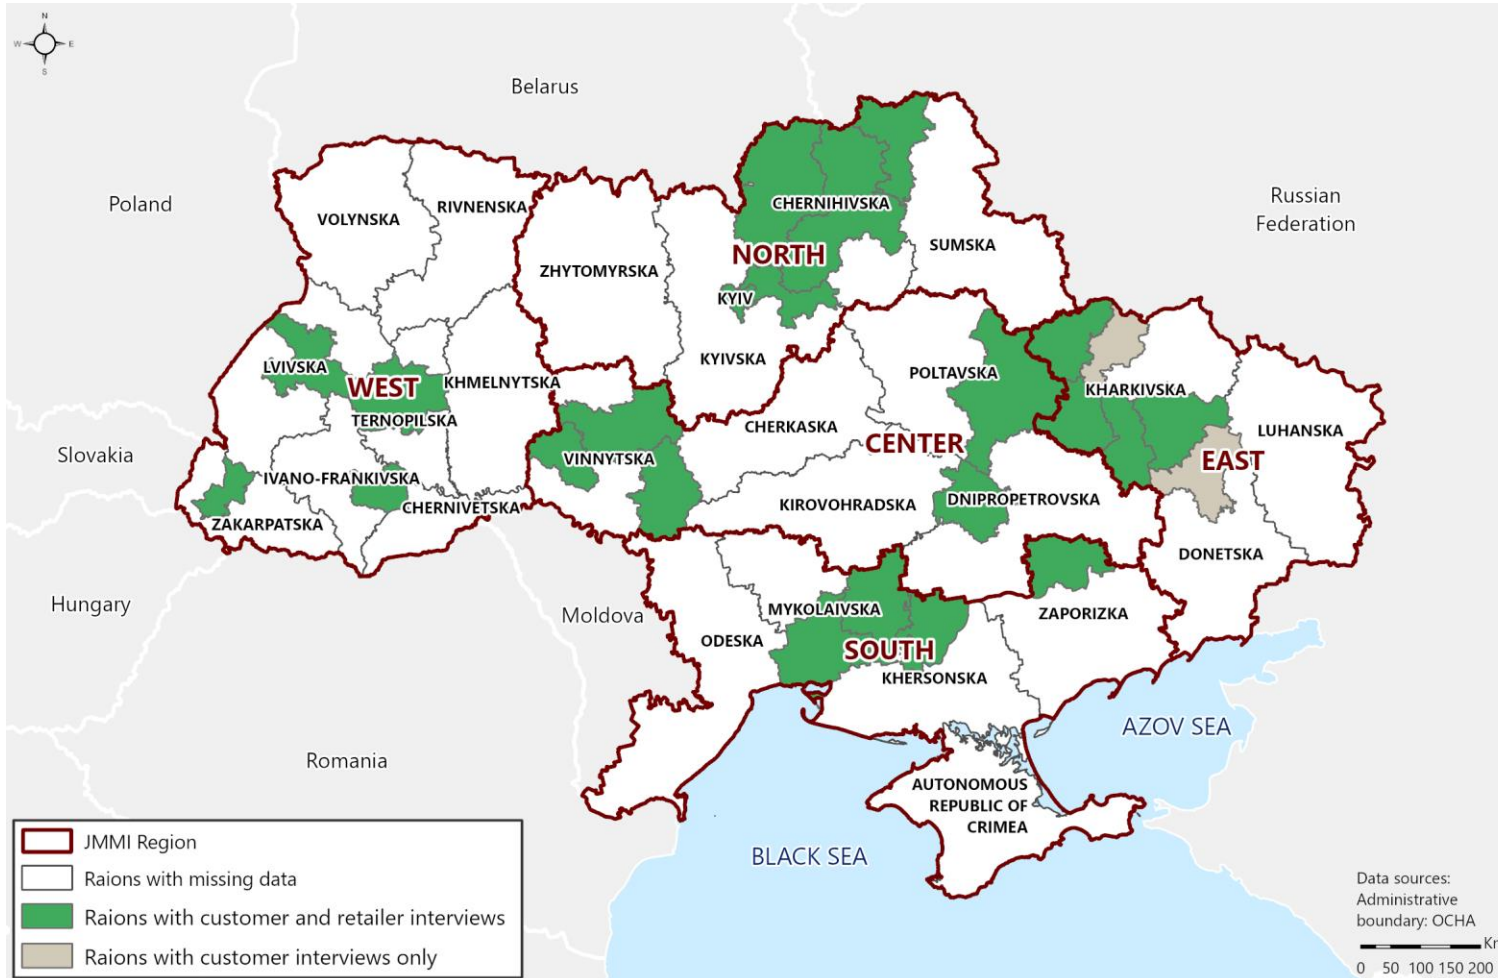 N
W E
S
Belarus
Poland
Russian
Federation
VOLYNSKA
RIVNENSKA
CHERNIHIVSKA
SUMSKA
NORTH
ZHYTOMYRSKA
KYIV
KYIVSKA
LVIVSKA
WEST
KHMELNYTSKA
TERNOPILSKA
POLTAVSKA
KHARKIVSKA
CHERKASKA
CENTER
LUHANSKA
EAST
Slovakia
VINNYTSKA
IVANO-FRANKIVSKA
CHERNIVETSKA
ZAKARPATSKA
KIROVOHRADSKA
DNIPROPETROVSKA
DONETSKA
Hungary
Moldova
MYKOLAIVSKA
ZAPORIZKA
ODESKA
SOUTH
KHERSONSKA
AZOV SEA
Romania
AUTONOMOUS
REPUBLIC OF
CRIMEA
BLACK SEA
JMMI Region
Raions with missing data
Raions with customer and retailer interviews
Raions with customer interviews only
Data sources:
Administrative
boundary: OCHA
0 50 100 150 200